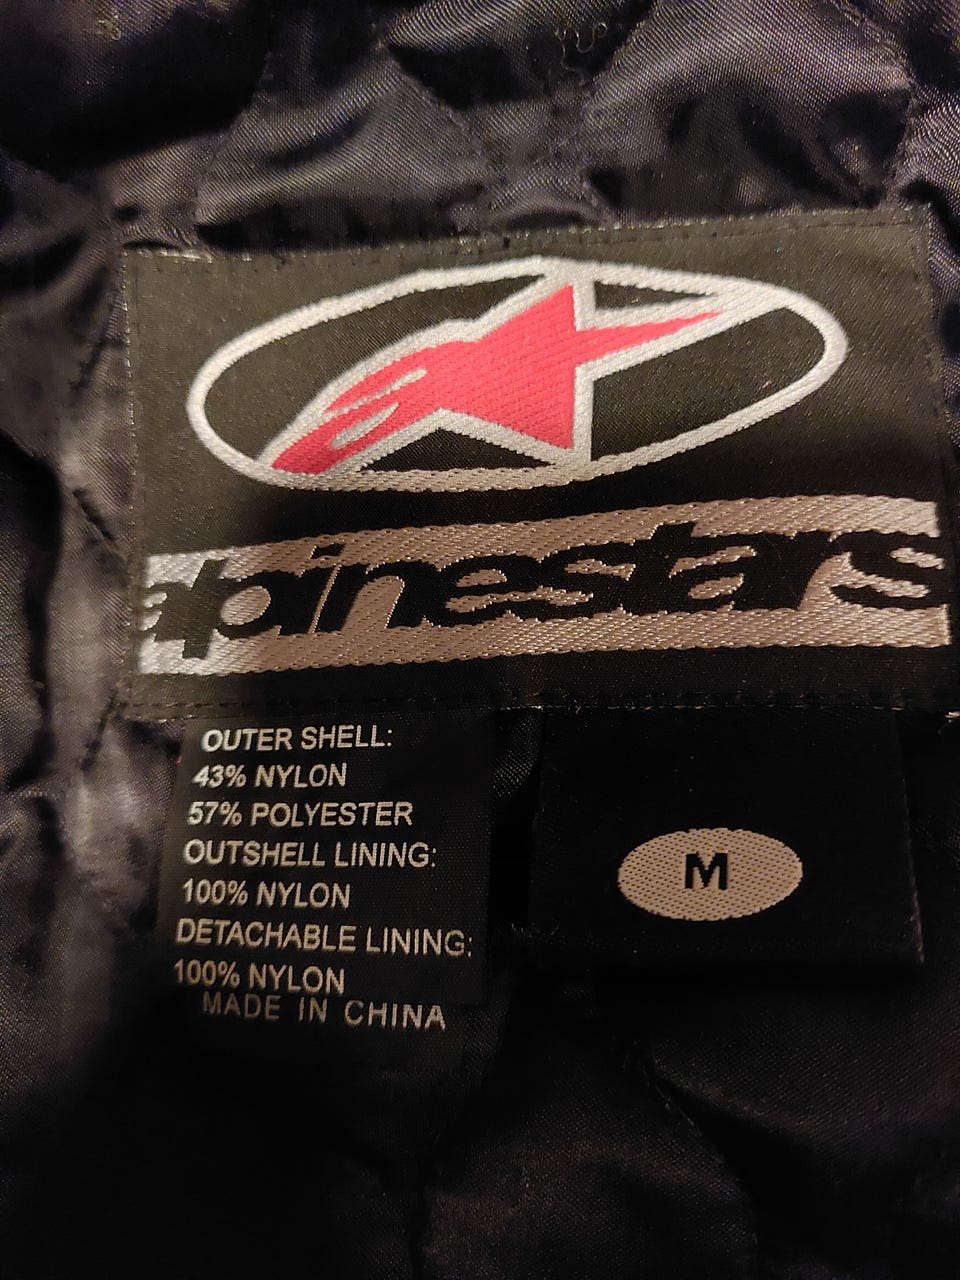 alpinestars
OUTER SHELL:
43% NYLON
57% POLYESTER
OUTSHELL LINING:
100% NYLON
DETACHABLE LINING:
100% NYLON
MADE IN CHINA
M